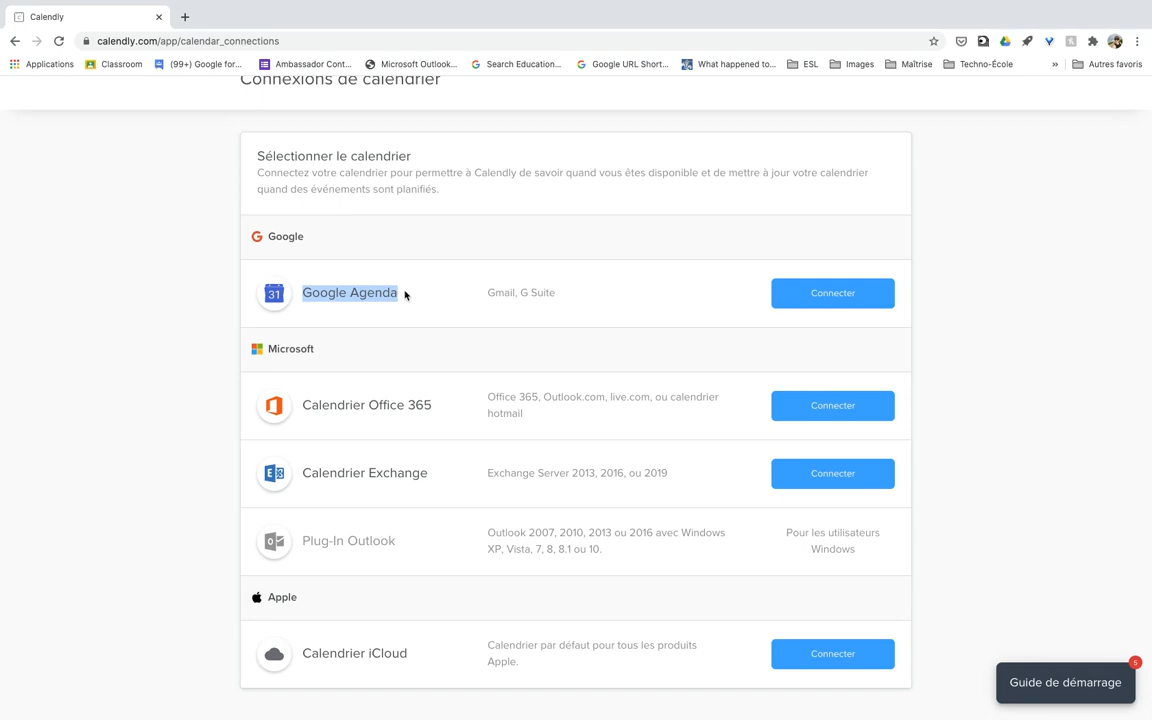 Calendly
calendly.com/app/calendar_connections
Applications
Classroom
(99+) Google for...
Ambassador Cont...
Microsoft Outlook...
Search Education...
Google URL Short...
What happened to...
ESL
Images
Maîtrise
Techno-École
»
Autres favoris
Connexions de calendrier
Sélectionner le calendrier
Connectez votre calendrier pour permettre à Calendly de savoir quand vous êtes disponible et de mettre à jour votre calendrier
quand des événements sont planifiés.
Google
31
Google Agenda
Gmail, G Suite
Connecter
Microsoft
Calendrier Office 365
Office 365, Outlook.com, live.com, ou calendrier
hotmail
Connecter
Calendrier Exchange
Exchange Server 2013, 2016, ou 2019
Connecter
Plug-In Outlook
Outlook 2007, 2010, 2013 ou 2016 avec Windows
XP, Vista, 7, 8, 8.1 ou 10.
Pour les utilisateurs
Windows
Apple
Calendrier iCloud
Calendrier par défaut pour tous les produits
Apple.
Connecter
5
Guide de démarrage